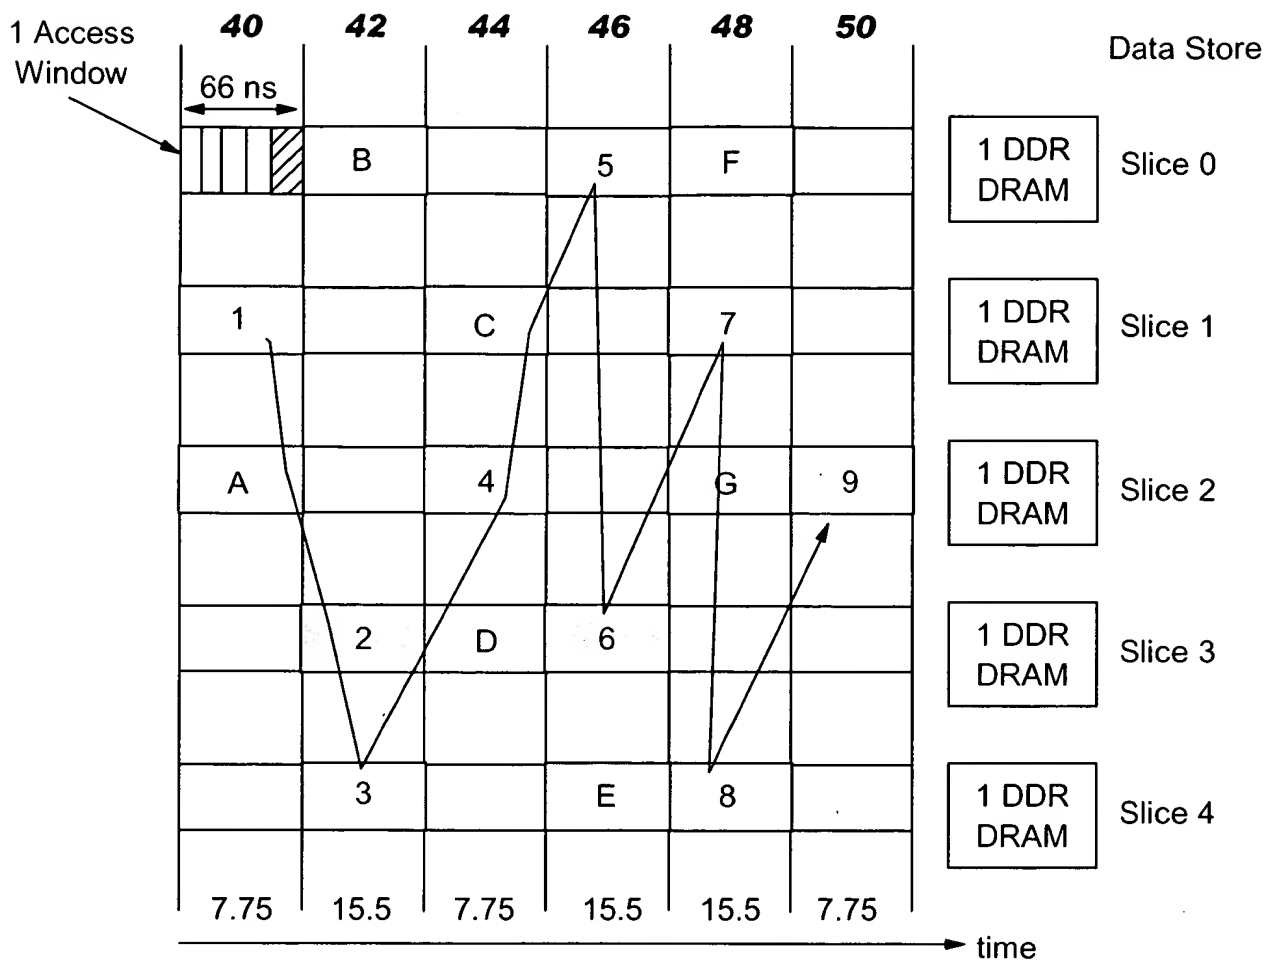 1 Access
Window
40 42 44 46 48 50
Data Store
66 ns
B 5 F
1 DDR
DRAM
Slice 0
1 C 7
1 DDR
DRAM
Slice 1
A 4 G 9
1 DDR
DRAM
Slice 2
2 D 6
1 DDR
DRAM
Slice 3
3 E 8
1 DDR
DRAM
Slice 4
7.75 15.5 7.75 15.5 15.5 7.75
time